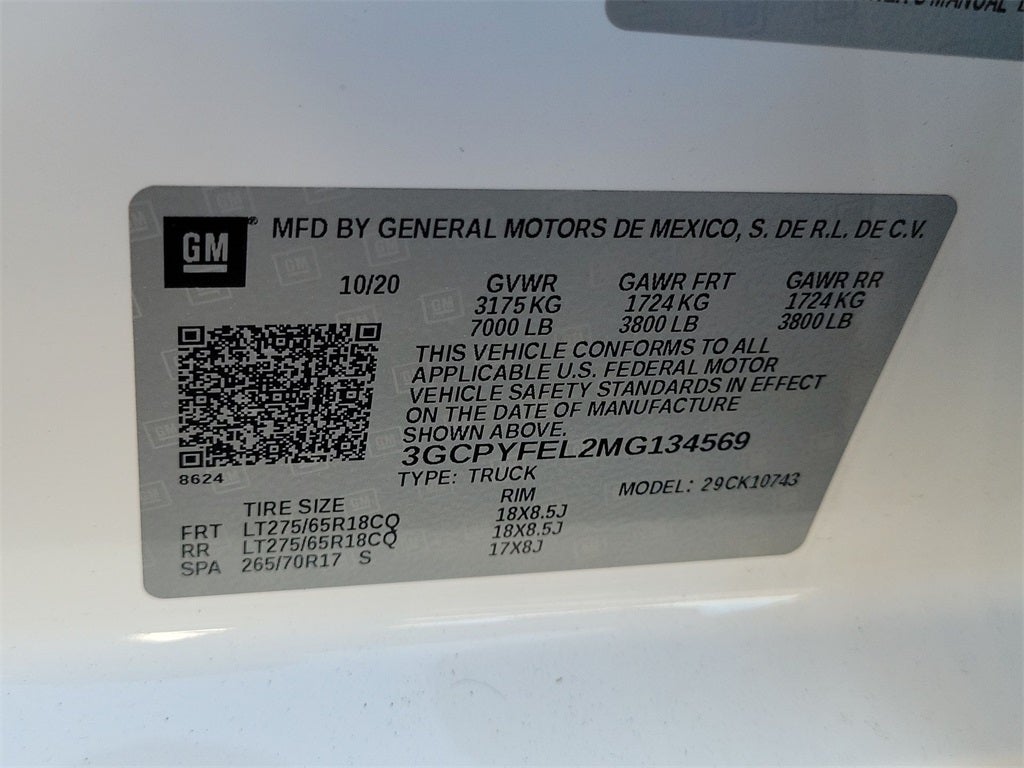 MANUAL
GM® MFD BY GENERAL MOTORS DE MEXICO, S. DE R.L. DE C.V.
10/20 GVWR GAWR FRT GAWR RR
3175 KG 1724 KG 1724 KG
7000 LB 3800 LB 3800 LB
THIS VEHICLE CONFORMS TO ALL
APPLICABLE U.S. FEDERAL MOTOR
VEHICLE SAFETY STANDARDS IN EFFECT
ON THE DATE OF MANUFACTURE
SHOWN ABOVE.
3GCPYFEL2MG134569
8624 TYPE: TRUCK MODEL: 29CK10743
TIRE SIZE RIM
FRT LT275/65R18CQ 18X8.5J
RR LT275/65R18CQ 18X8.5J
SPA 265/70R17 S 17X8J